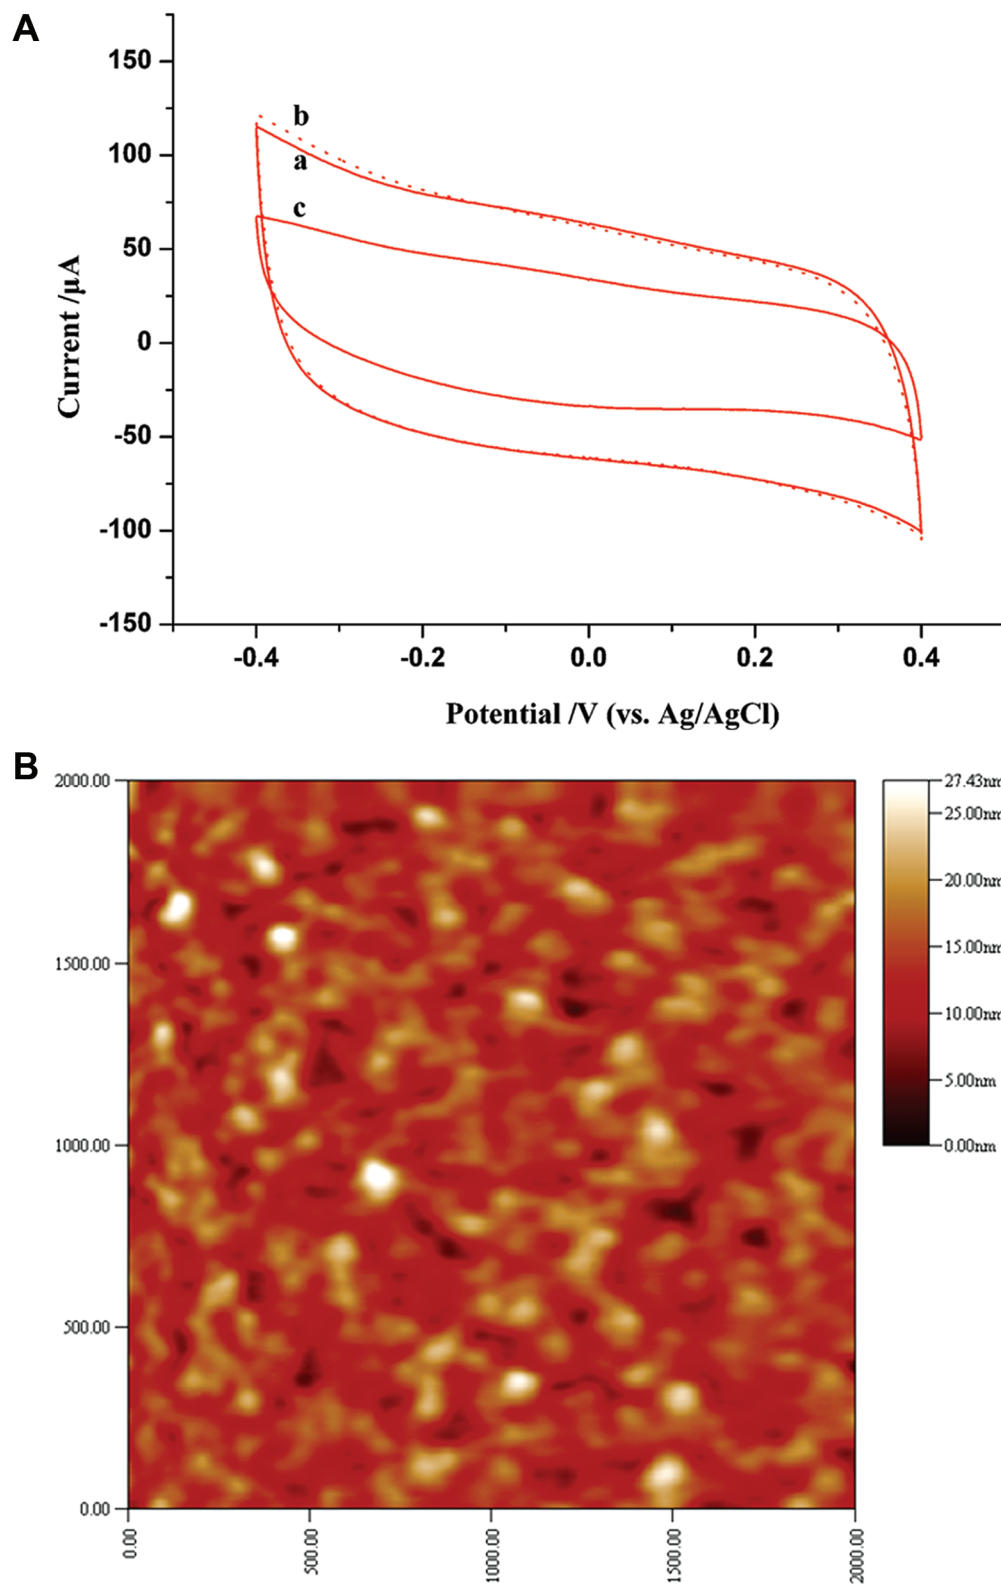 A
150
100
50
0
-50
-100
-150
Current /μA
b
a
c
-0.4 -0.2 0.0 0.2 0.4
Potential /V (vs. Ag/AgCl)
B
2000.00
1500.00
1000.00
500.00
0.00
0.00 500.00 1000.00 1500.00 2000.00
27.43nm
25.00nm
20.00nm
15.00nm
10.00nm
5.00nm
0.00nm